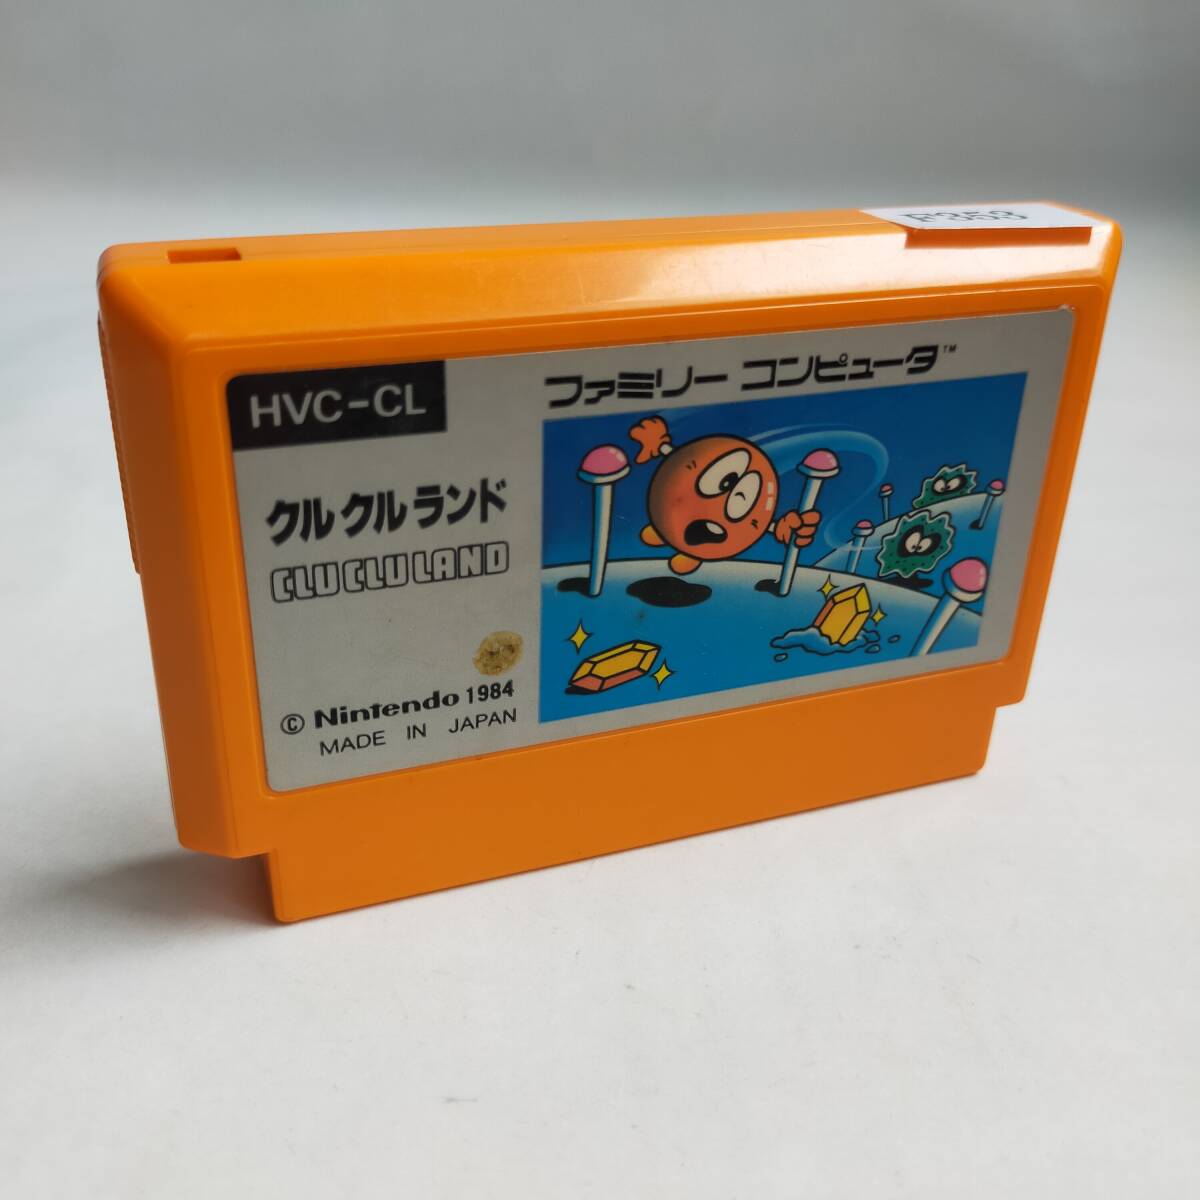 F353
HVC-CL
ファミリー コンピュータ™
クルクルランド
CLU CLU LAND
© Nintendo 1984
MADE IN JAPAN